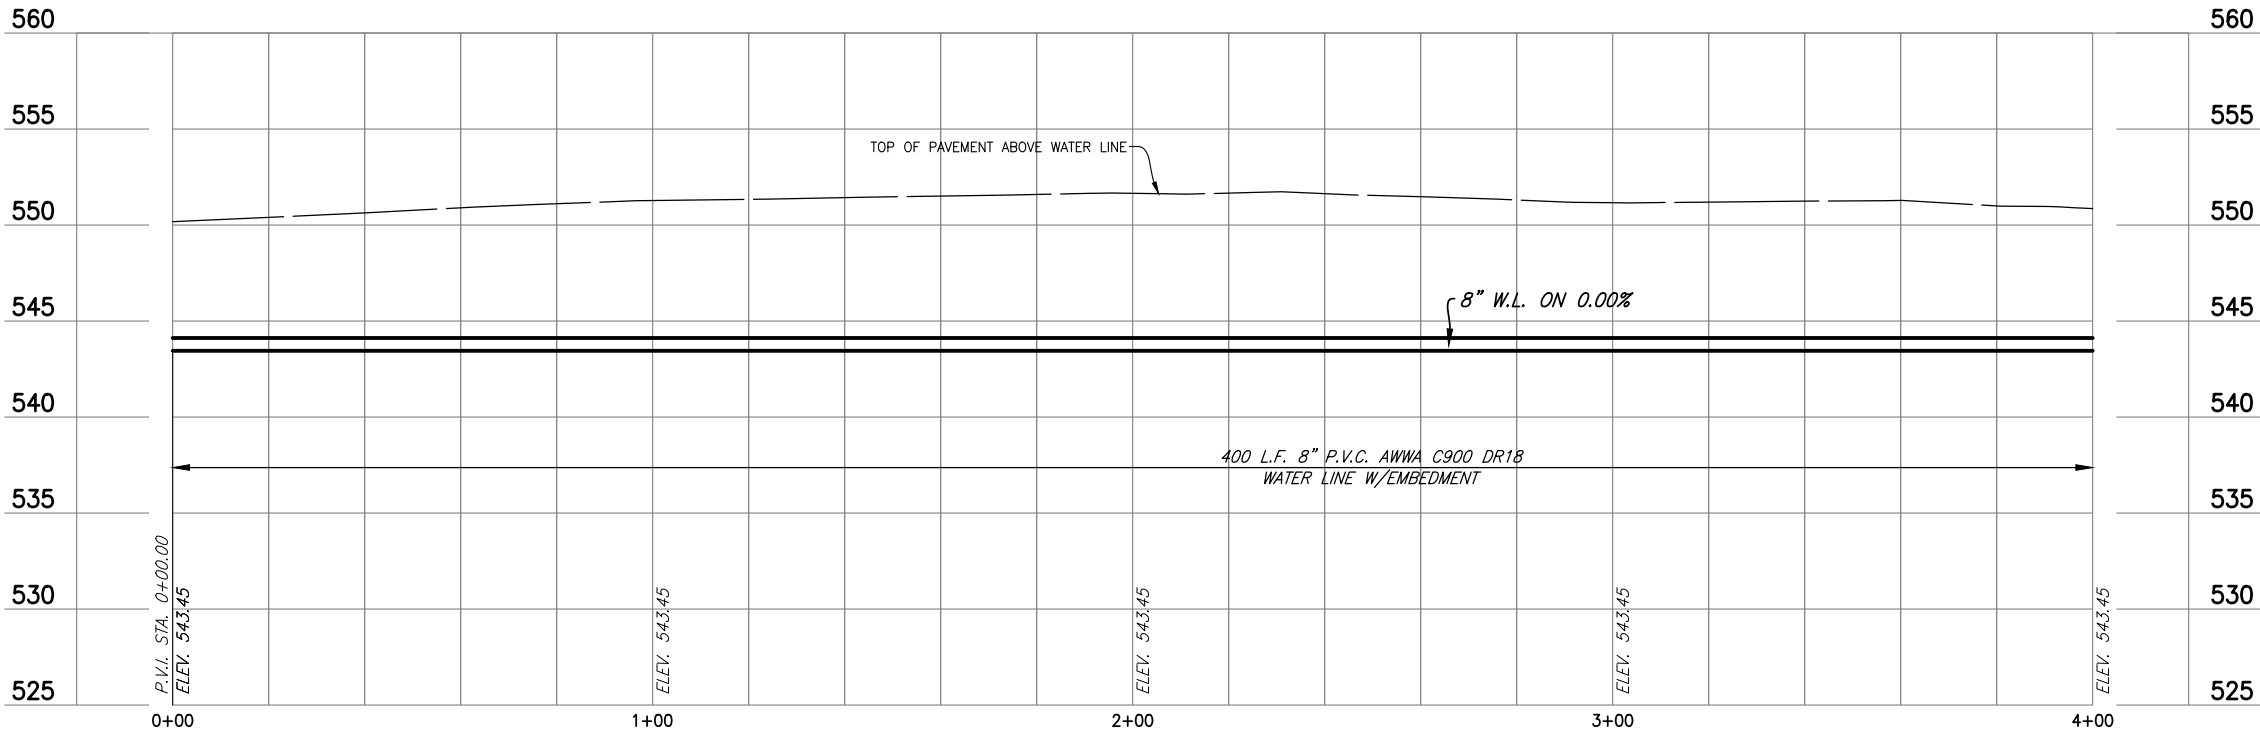 560 560
555 555
TOP OF PAVEMENT ABOVE WATER LINE
550 550
8" W.L. ON 0.00%
545 545
540 540
400 L.F. 8" P.V.C. AWWA C900 DR18
WATER LINE W/EMBEDMENT
535 535
P.V.I. STA. 0+00.00
ELEV. 543.45
ELEV. 543.45
ELEV. 543.45
ELEV. 543.45
ELEV. 543.45
530 530
525 525
0+00 1+00 2+00 3+00 4+00